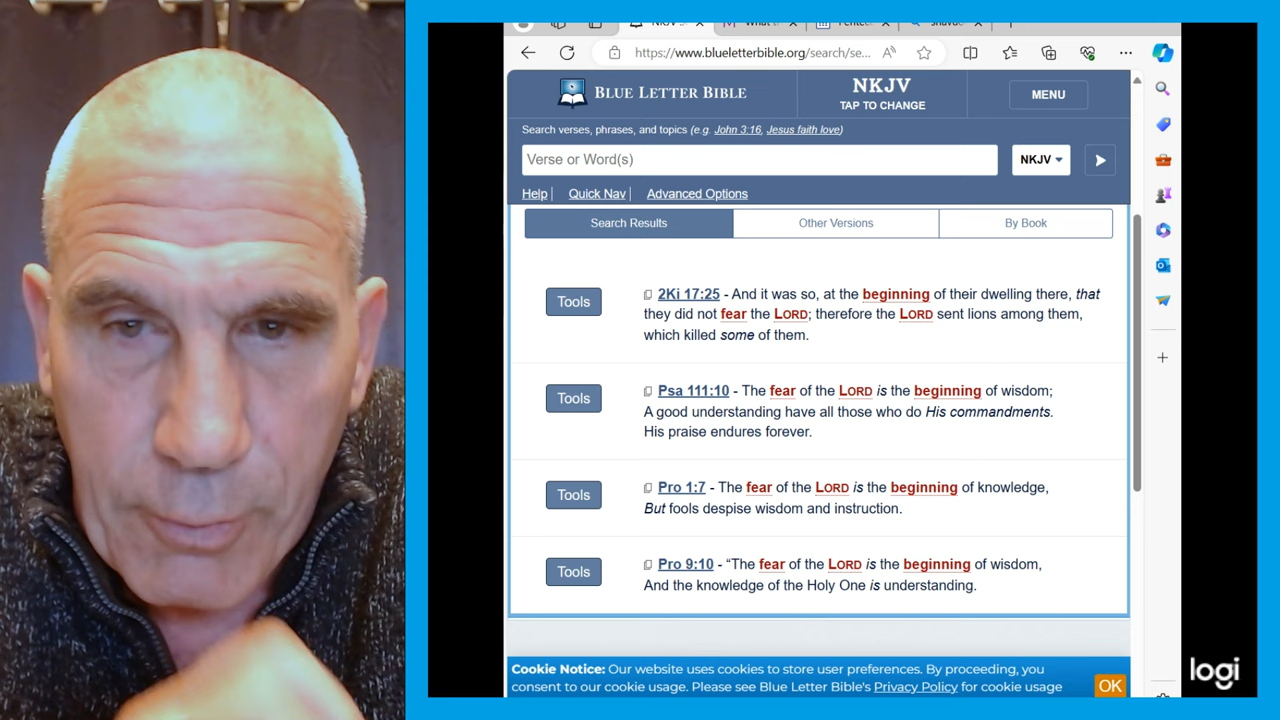 NKJV
What t
Pentec
shavuo
https://www.blueletterbible.org/search/se...
BLUE LETTER BIBLE
NKJV
TAP TO CHANGE
MENU
Search verses, phrases, and topics (e.g. John 3:16, Jesus faith love)
Verse or Word(s)
NKJV
Help | Quick Nav | Advanced Options
Search Results
Other Versions
By Book
Tools
2Ki 17:25 - And it was so, at the beginning of their dwelling there, that
they did not fear the LORD; therefore the LORD sent lions among them,
which killed some of them.
Tools
Psa 111:10 - The fear of the LORD is the beginning of wisdom;
A good understanding have all those who do His commandments.
His praise endures forever.
Tools
Pro 1:7 - The fear of the LORD is the beginning of knowledge,
But fools despise wisdom and instruction.
Tools
Pro 9:10 - “The fear of the LORD is the beginning of wisdom,
And the knowledge of the Holy One is understanding.
Cookie Notice: Our website uses cookies to store user preferences. By proceeding, you
consent to our cookie usage. Please see Blue Letter Bible's Privacy Policy for cookie usage
OK
logi